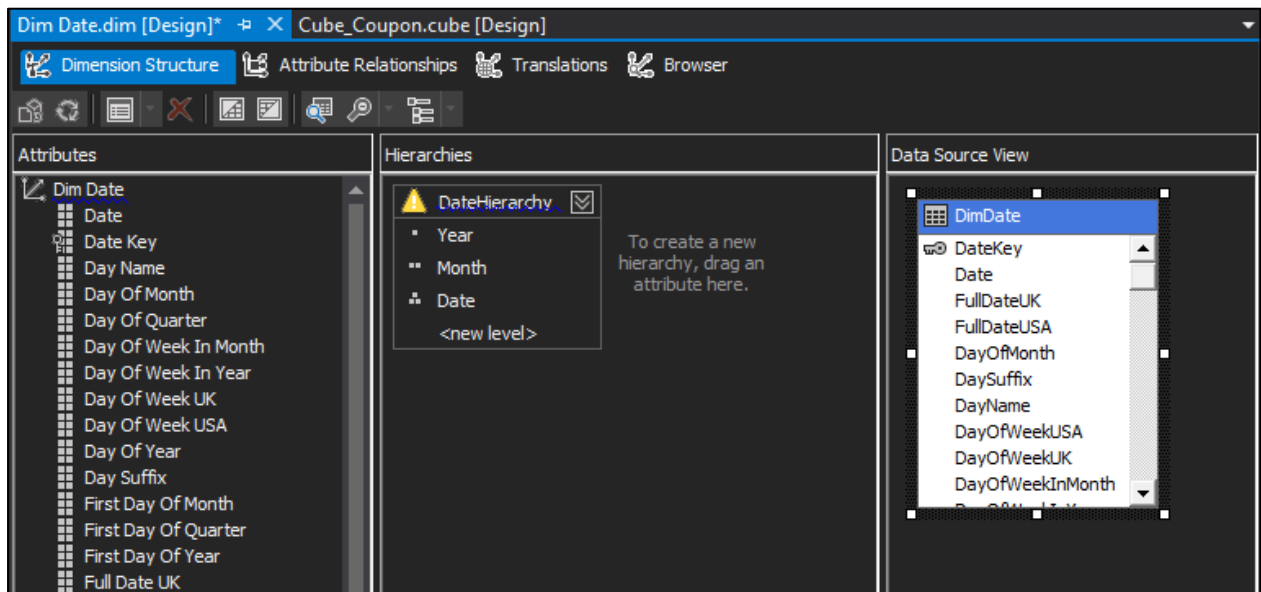 Dim Date.dim [Design]* Cube_Coupon.cube [Design]
Dimension Structure Attribute Relationships Translations Browser
Attributes
Dim Date
Date
Date Key
Day Name
Day Of Month
Day Of Quarter
Day Of Week In Month
Day Of Week In Year
Day Of Week UK
Day Of Week USA
Day Of Year
Day Suffix
First Day Of Month
First Day Of Quarter
First Day Of Year
Full Date UK
Hierarchies
DateHierarchy
Year
Month
Date
<new level>
To create a new
hierarchy, drag an
attribute here.
Data Source View
DimDate
DateKey
Date
FullDateUK
FullDateUSA
DayOfMonth
DaySuffix
DayName
DayOfWeekUSA
DayOfWeekUK
DayOfWeekInMonth